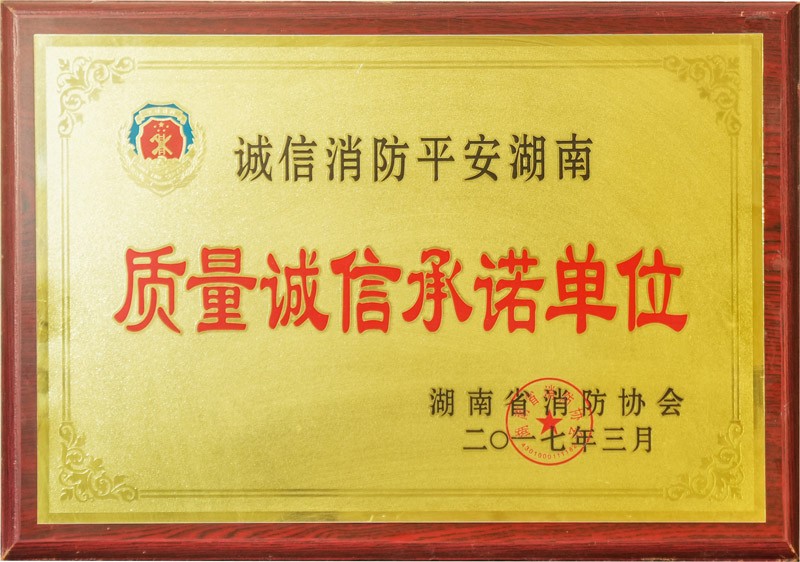 诚信消防平安湖南
质量诚信承诺单位
湖南省消防协会
二〇一七年三月